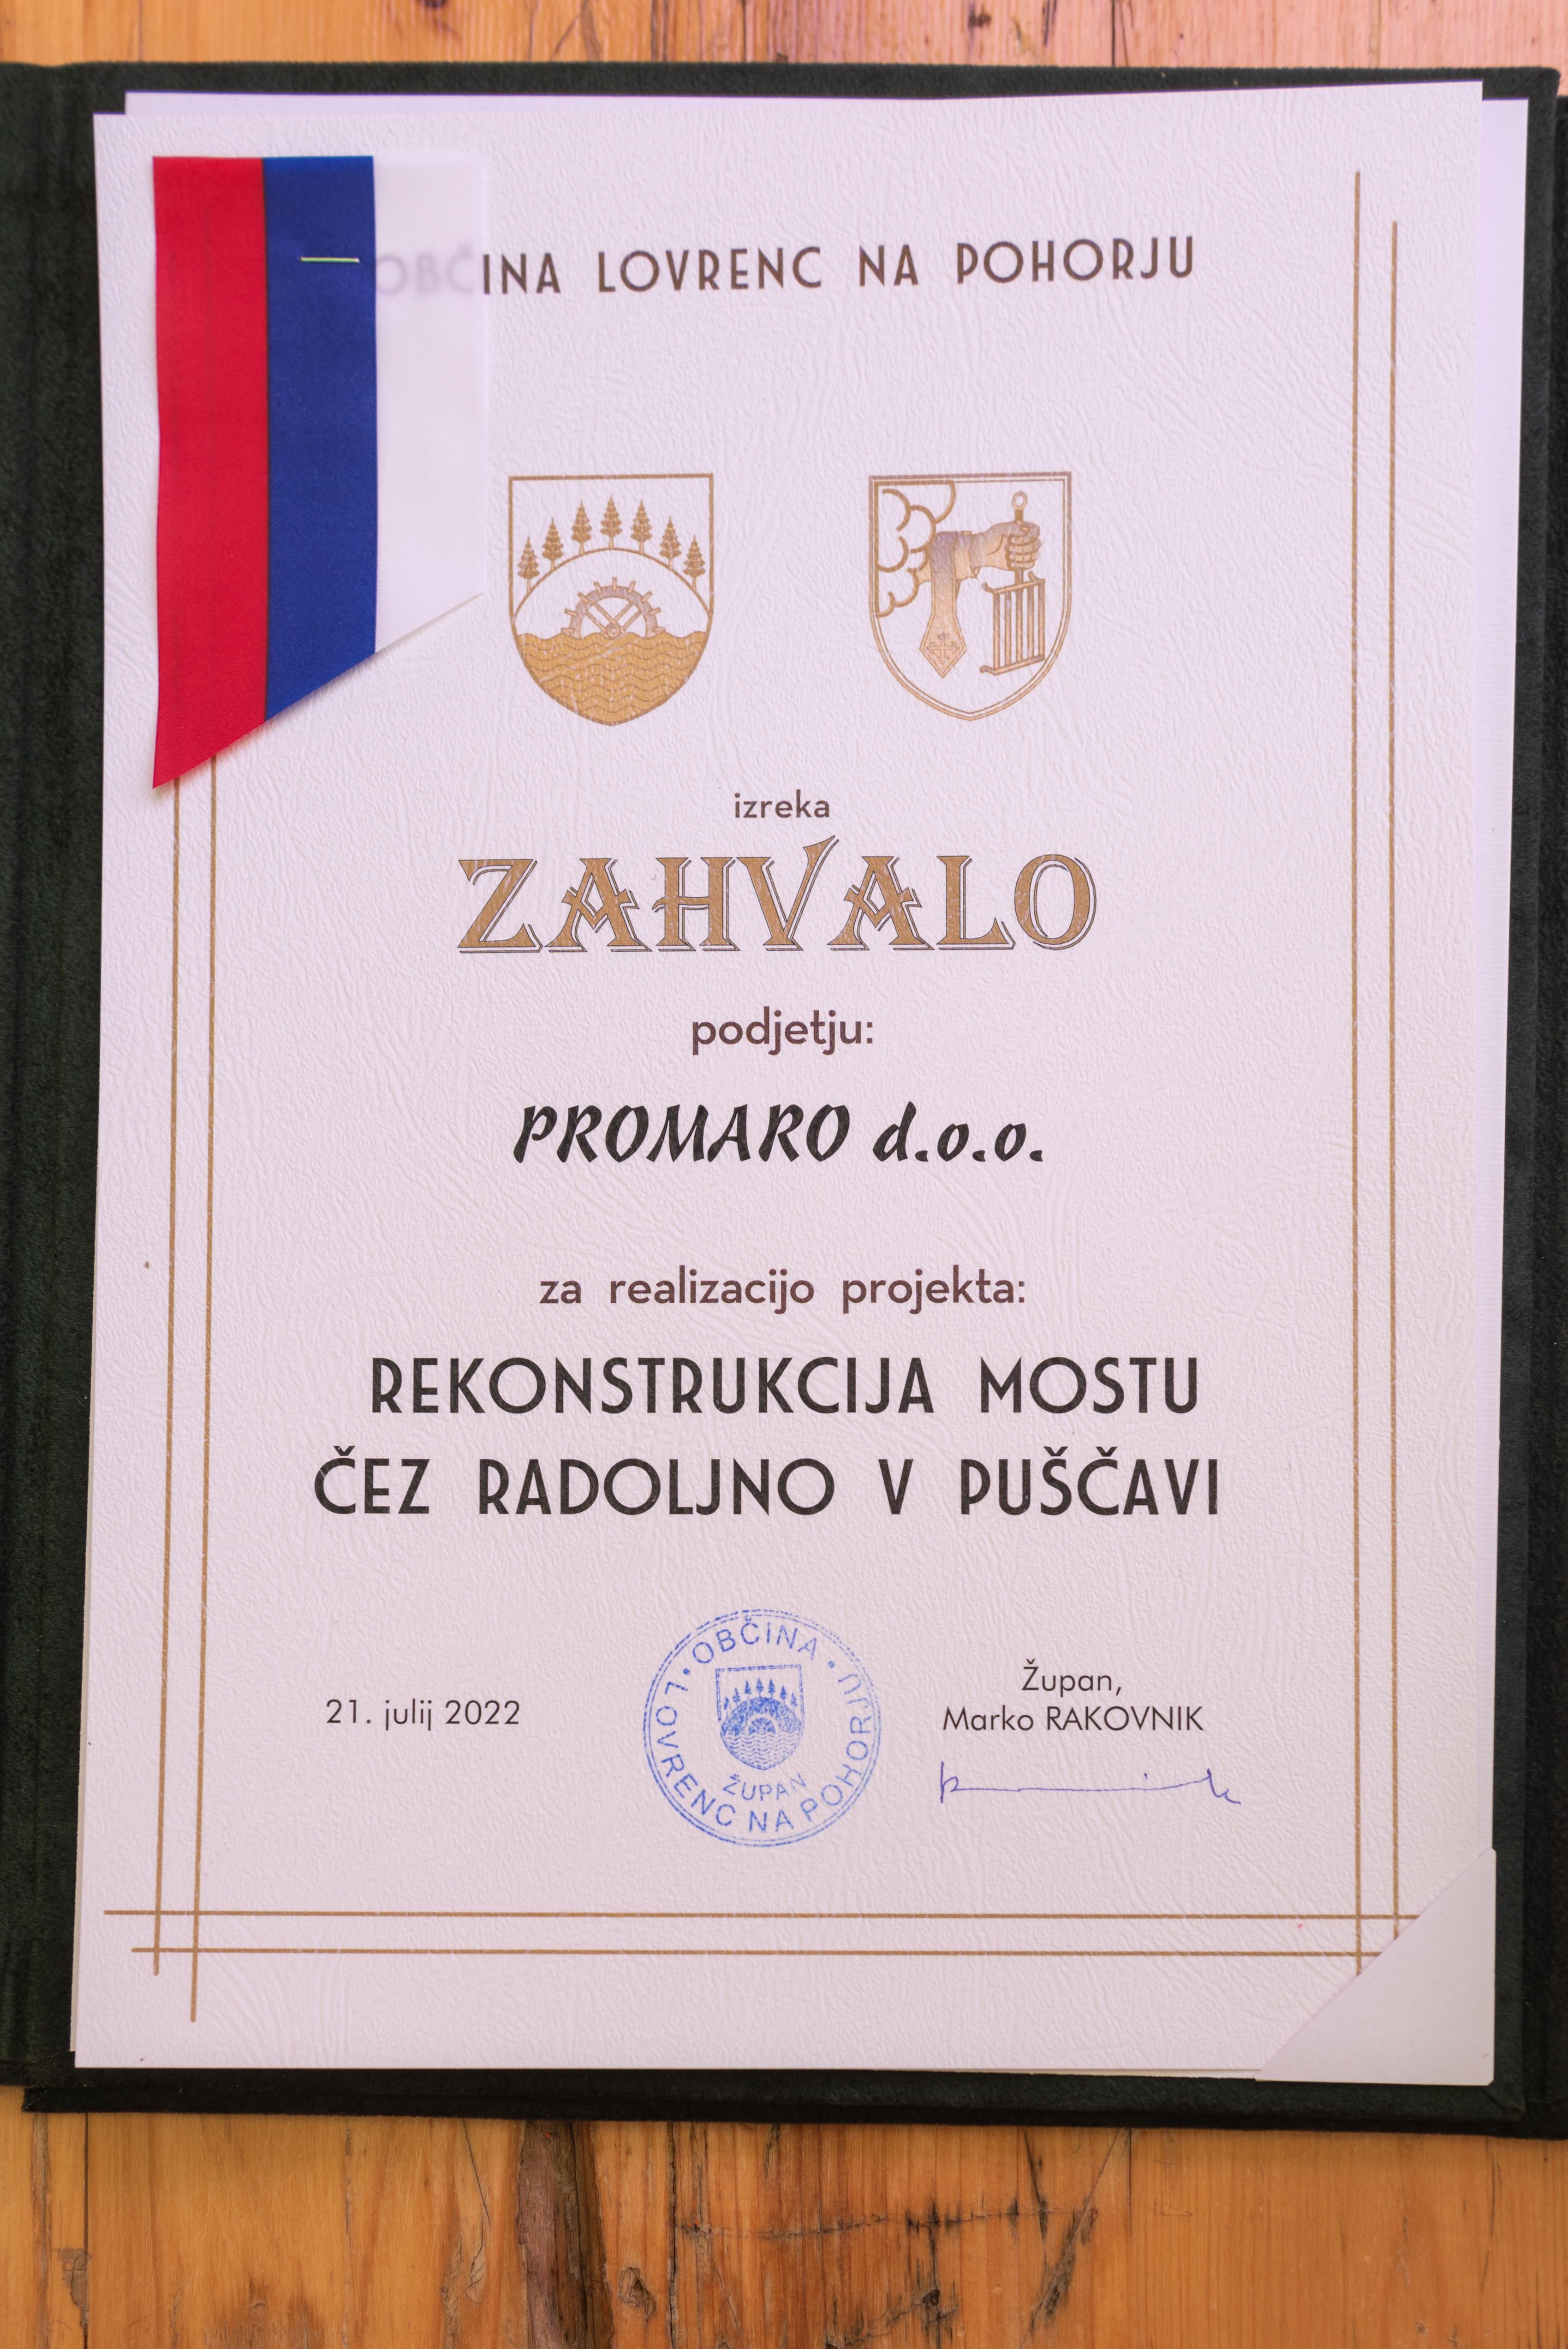 OBČINA LOVRENC NA POHORJU
izreka
ZAHVALO
podjetju:
PROMARO d.o.o.
za realizacijo projekta:
REKONSTRUKCIJA MOSTU
ČEZ RADOLJNO V PUŠČAVI
21. julij 2022
• OBČINA • LOVRENC NA POHORJU
ŽUPAN
Župan,
Marko RAKOVNIK